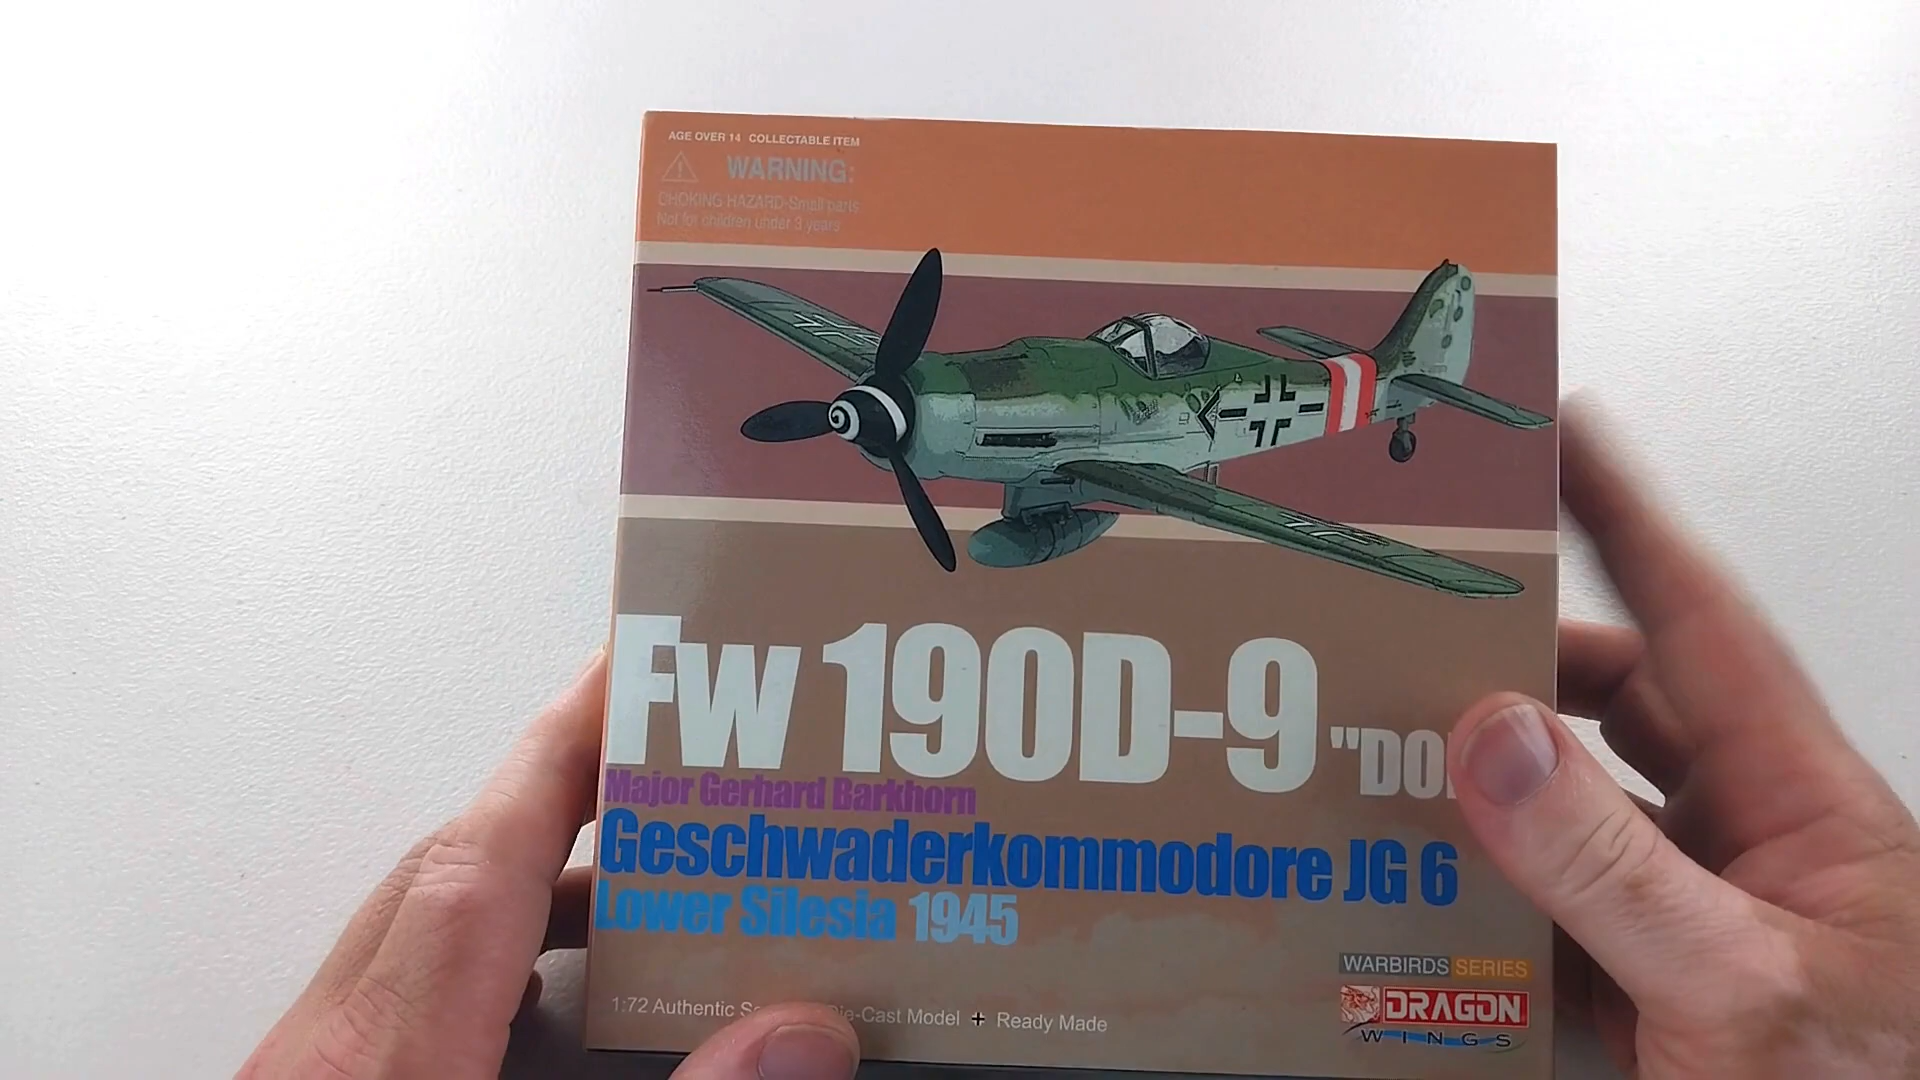 AGE OVER 14 COLLECTABLE ITEM
WARNING:
CHOKING HAZARD-Small parts
Not for children under 3 years
Fw 190D-9 "DO
Major Gerhard Barkhorn
Geschwaderkommodore JG 6
Lower Silesia 1945
WARBIRDS SERIES
DRAGON
WINGS
1:72 Authentic Die-Cast Model + Ready Made